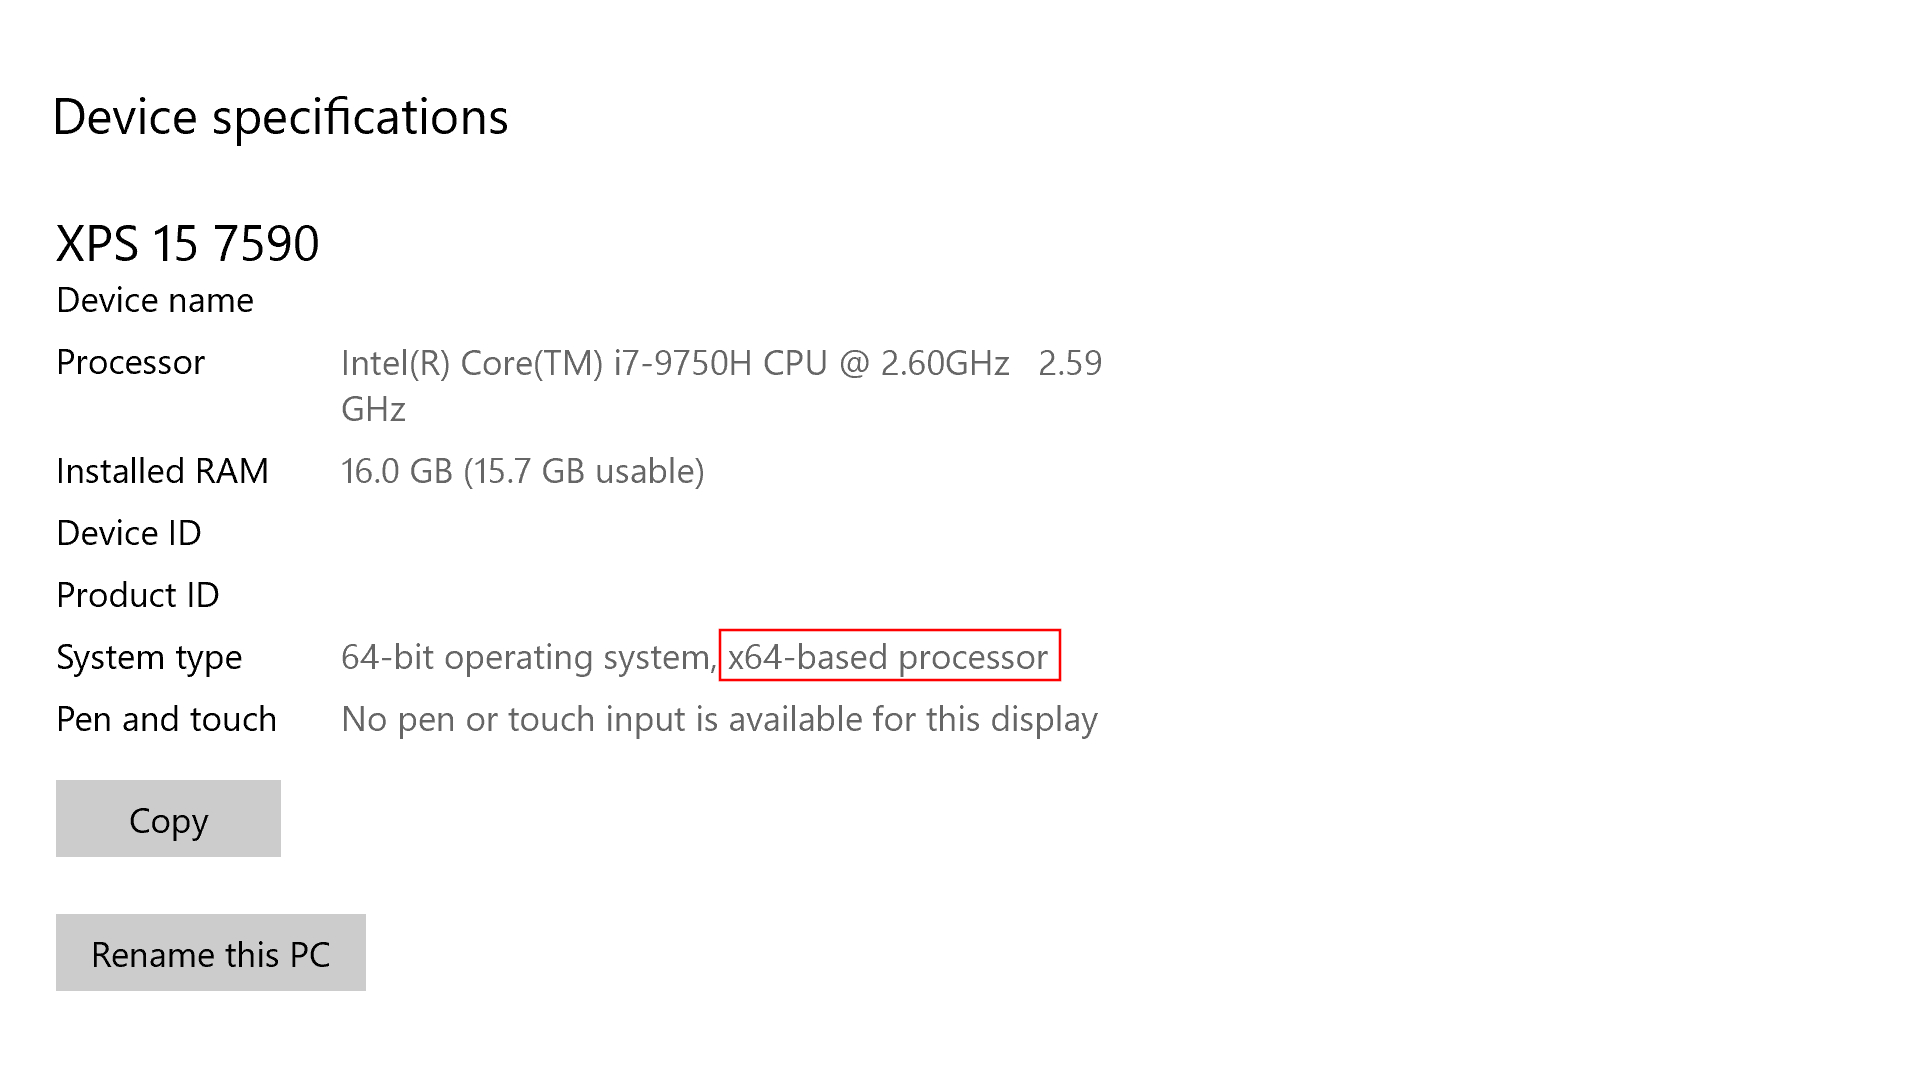 Device specifications
XPS 15 7590
Device name
Processor Intel(R) Core(TM) i7-9750H CPU @ 2.60GHz 2.59
GHz
Installed RAM 16.0 GB (15.7 GB usable)
Device ID
Product ID
System type 64-bit operating system, x64-based processor
Pen and touch No pen or touch input is available for this display
Copy
Rename this PC